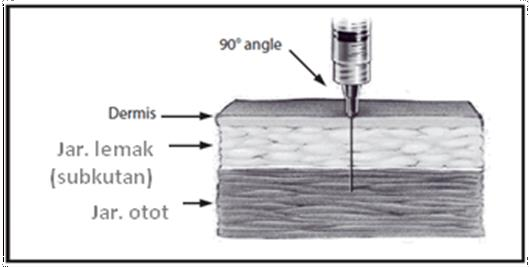 90° angle
Dermis
Jar. lemak
(subkutan)
Jar. otot